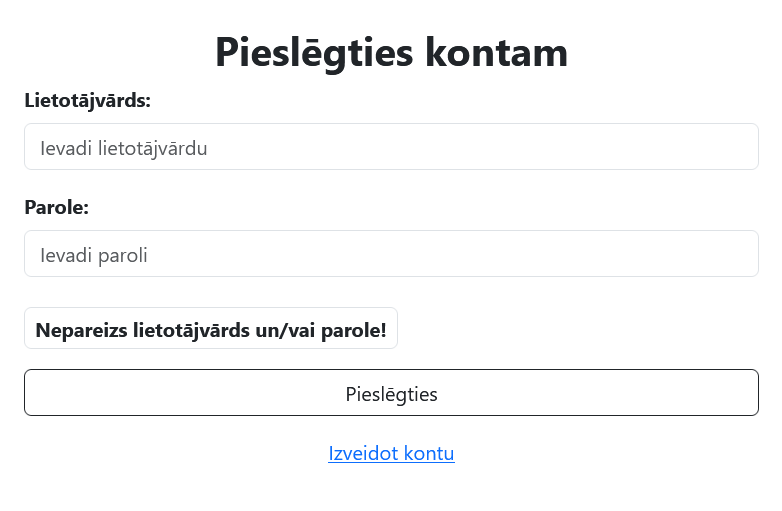 Pieslēgties kontam
Lietotājvārds:
Ievadi lietotājvārdu
Parole:
Ievadi paroli
Nepareizs lietotājvārds un/vai parole!
Pieslēgties
Izveidot kontu